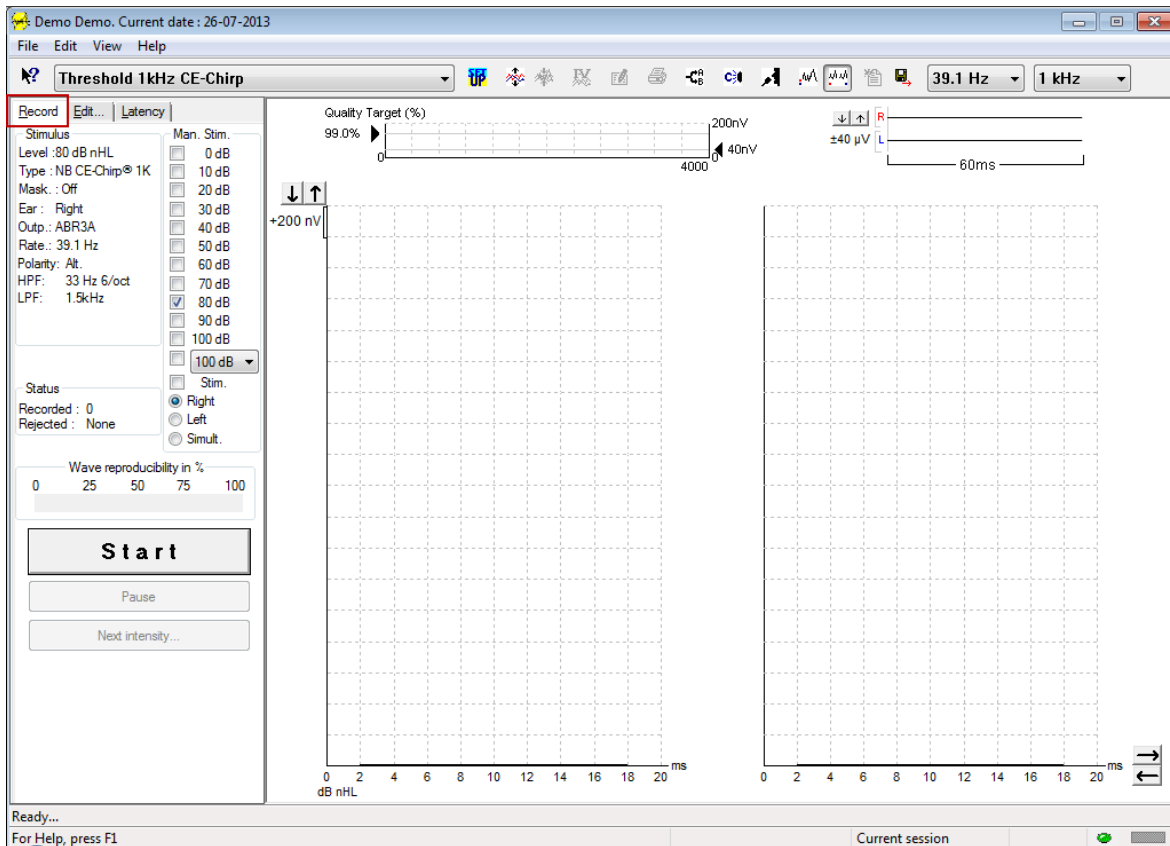 Demo Demo. Current date : 26-07-2013
File Edit View Help
Threshold 1kHz CE-Chirp
39.1 Hz
1 kHz
Record Edit... Latency
Stimulus
Level :80 dB nHL
Type : NB CE-Chirp® 1K
Mask. : Off
Ear : Right
Outp.: ABR3A
Rate.: 39.1 Hz
Polarity: Alt.
HPF: 33 Hz 6/oct
LPF: 1.5kHz
Man. Stim.
0 dB
10 dB
20 dB
30 dB
40 dB
50 dB
60 dB
70 dB
80 dB
90 dB
100 dB
100 dB
Stim.
Right
Left
Simult.
Status
Recorded : 0
Rejected : None
Wave reproducibility in %
0 25 50 75 100
Start
Pause
Next intensity...
Quality Target (%)
99.0%
0
4000
200nV
40nV
0
R
±40 µV L
60ms
+200 nV
0 2 4 6 8 10 12 14 16 18 20 ms
dB nHL
0 2 4 6 8 10 12 14 16 18 20 ms
Ready...
For Help, press F1
Current session